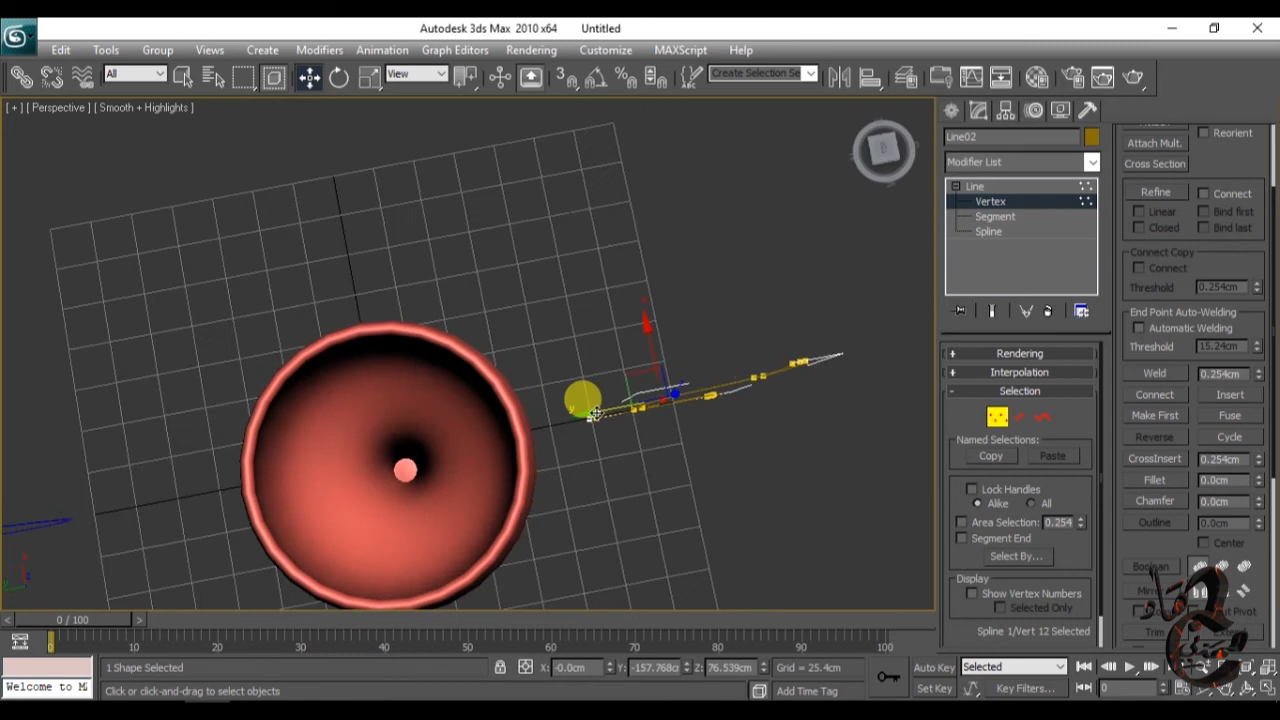 Autodesk 3ds Max 2010 x64 Untitled
Edit Tools Group Views Create Modifiers Animation Graph Editors Rendering Customize MAXScript Help
All View Create Selection Se
[ + ] [ Perspective ] [ Smooth + Highlights ]
Line02
Modifier List
Line
Vertex
Segment
Spline
Rendering
Interpolation
Selection
Named Selections:
Copy Paste
Lock Handles
Alike All
Area Selection: 0.254
Segment End
Select By...
Display
Show Vertex Numbers
Selected Only
Spline 1/Vert 12 Selected
Reorient
Attach Mult.
Cross Section
Refine Connect
Linear Bind first
Closed Bind last
Connect Copy
Connect
Threshold 0.254cm
End Point Auto-Welding
Automatic Welding
Threshold 15.24cm
Weld 0.254cm
Connect Insert
Make First Fuse
Reverse Cycle
CrossInsert 0.254cm
Fillet 0.0cm
Chamfer 0.0cm
Outline 0.0cm
Center
Boolean
Trim
0 / 100
0 10 20 30 40 50 60 70 80 90 100
1 Shape Selected X: -0.0cm Y: -157.768c Z: 76.539cm Grid = 25.4cm Auto Key Selected
Welcome to M Click or click-and-drag to select objects Add Time Tag Set Key Key Filters... 0